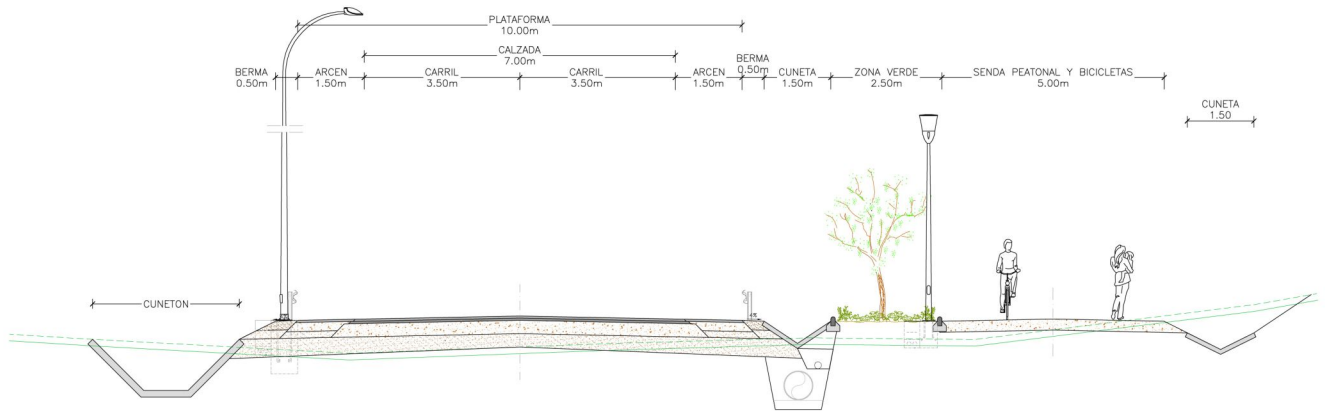 PLATAFORMA
10.00m
CALZADA
7.00m
BERMA
0.50m
ARCEN
1.50m
CARRIL
3.50m
CARRIL
3.50m
ARCEN
1.50m
BERMA
0.50m
CUNETA
1.50m
ZONA VERDE
2.50m
SENDA PEATONAL Y BICICLETAS
5.00m
CUNETA
1.50
CUNETON